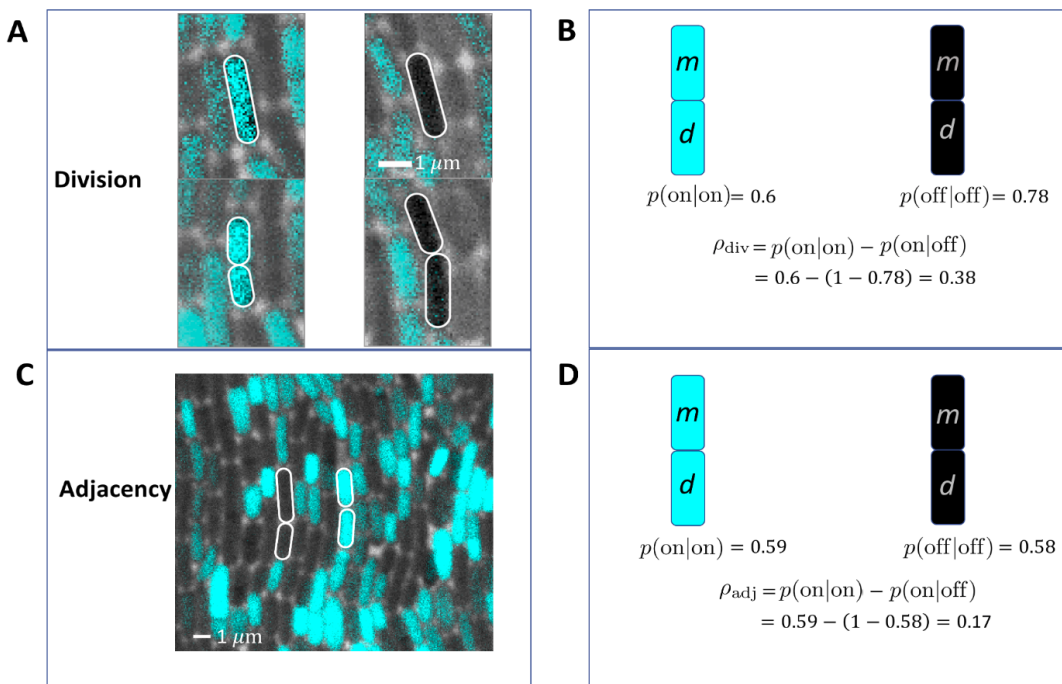 A
Division
1 μm
B
m
d
p(on|on) = 0.6
m
d
p(off|off) = 0.78
ρdiv = p(on|on) − p(on|off)
= 0.6 − (1 − 0.78) = 0.38
C
Adjacency
1 μm
D
m
d
p(on|on) = 0.59
m
d
p(off|off) = 0.58
ρadj = p(on|on) − p(on|off)
= 0.59 − (1 − 0.58) = 0.17